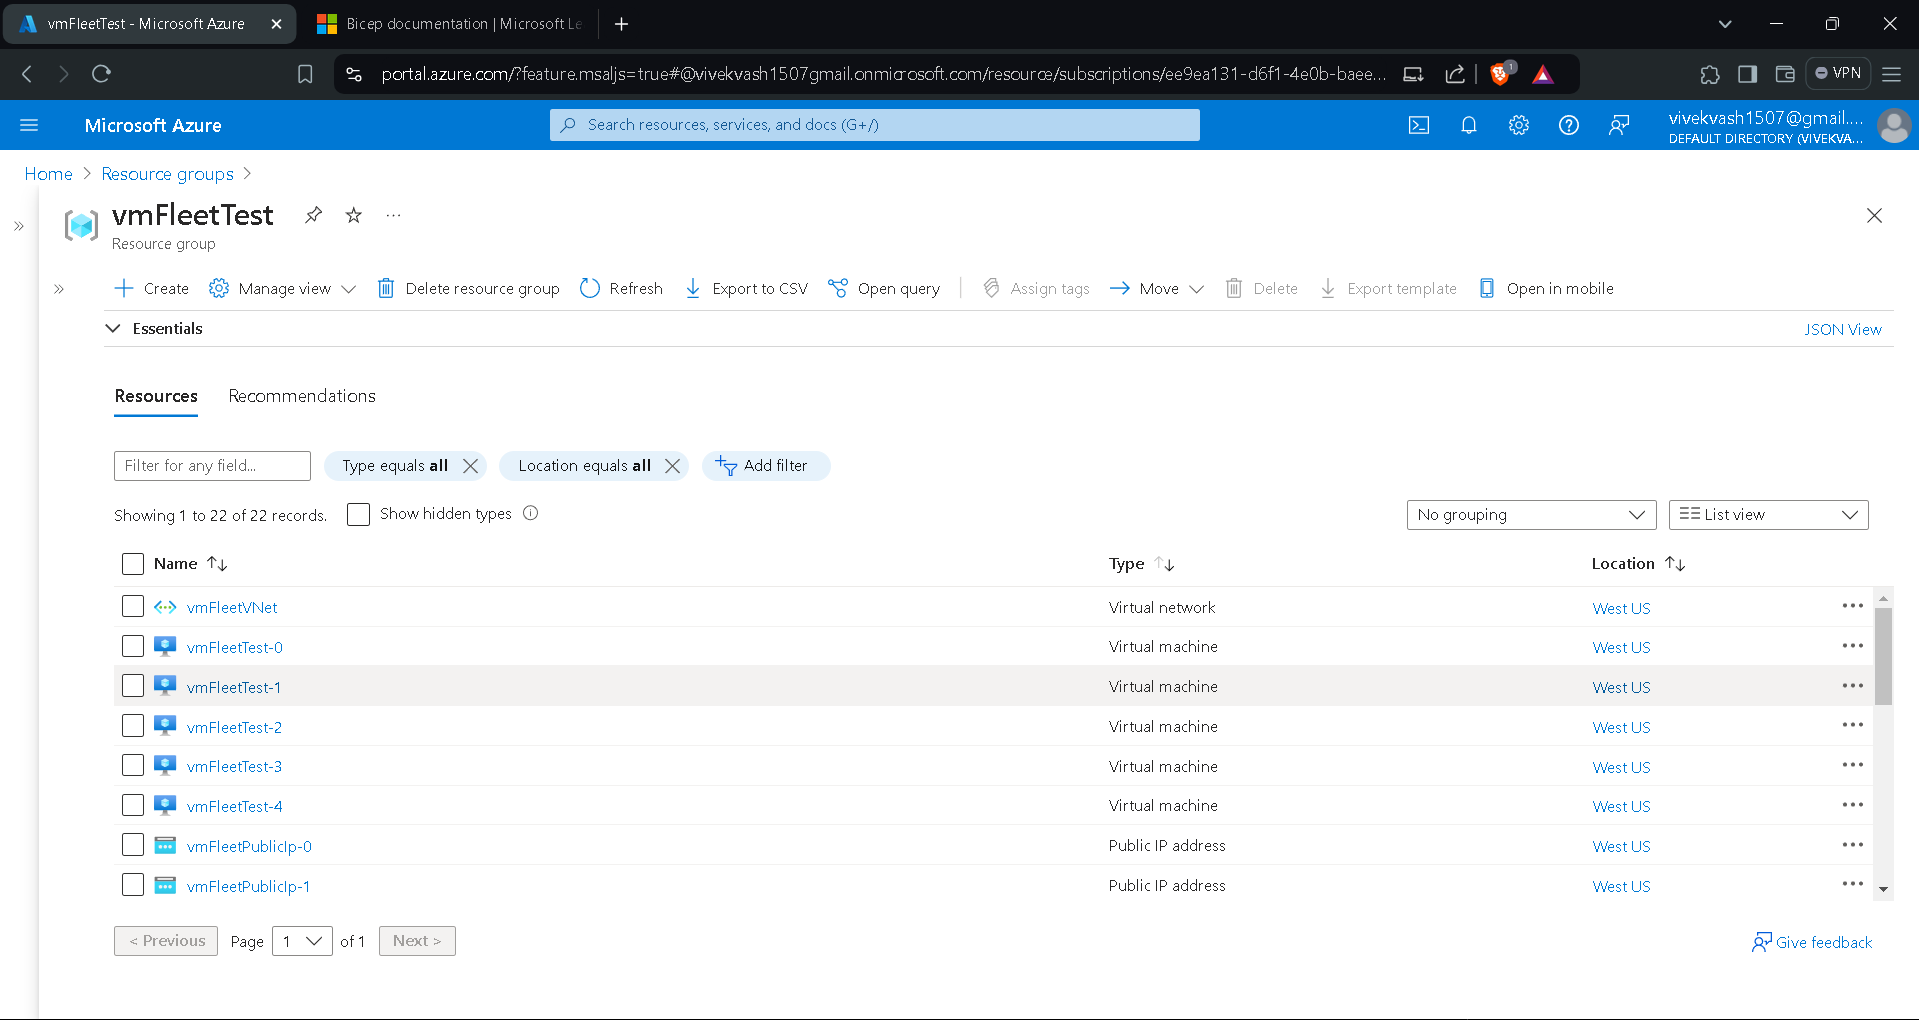 vmFleetTest - Microsoft Azure
Bicep documentation | Microsoft Le
portal.azure.com/?feature.msaljs=true#@vivekvash1507gmail.onmicrosoft.com/resource/subscriptions/ee9ea131-d6f1-4e0b-baee...
1
VPN
Microsoft Azure
Search resources, services, and docs (G+/)
vivekvash1507@gmail....
DEFAULT DIRECTORY (VIVEKVA...
Home > Resource groups >
vmFleetTest
Resource group
Create
Manage view
Delete resource group
Refresh
Export to CSV
Open query
Assign tags
Move
Delete
Export template
Open in mobile
Essentials
JSON View
Resources
Recommendations
Filter for any field...
Type equals all
Location equals all
Add filter
Showing 1 to 22 of 22 records.
Show hidden types
No grouping
List view
Name
Type
Location
vmFleetVNet Virtual network West US
vmFleetTest-0 Virtual machine West US
vmFleetTest-1 Virtual machine West US
vmFleetTest-2 Virtual machine West US
vmFleetTest-3 Virtual machine West US
vmFleetTest-4 Virtual machine West US
vmFleetPublicIp-0 Public IP address West US
vmFleetPublicIp-1 Public IP address West US
< Previous Page 1 of 1 Next >
Give feedback